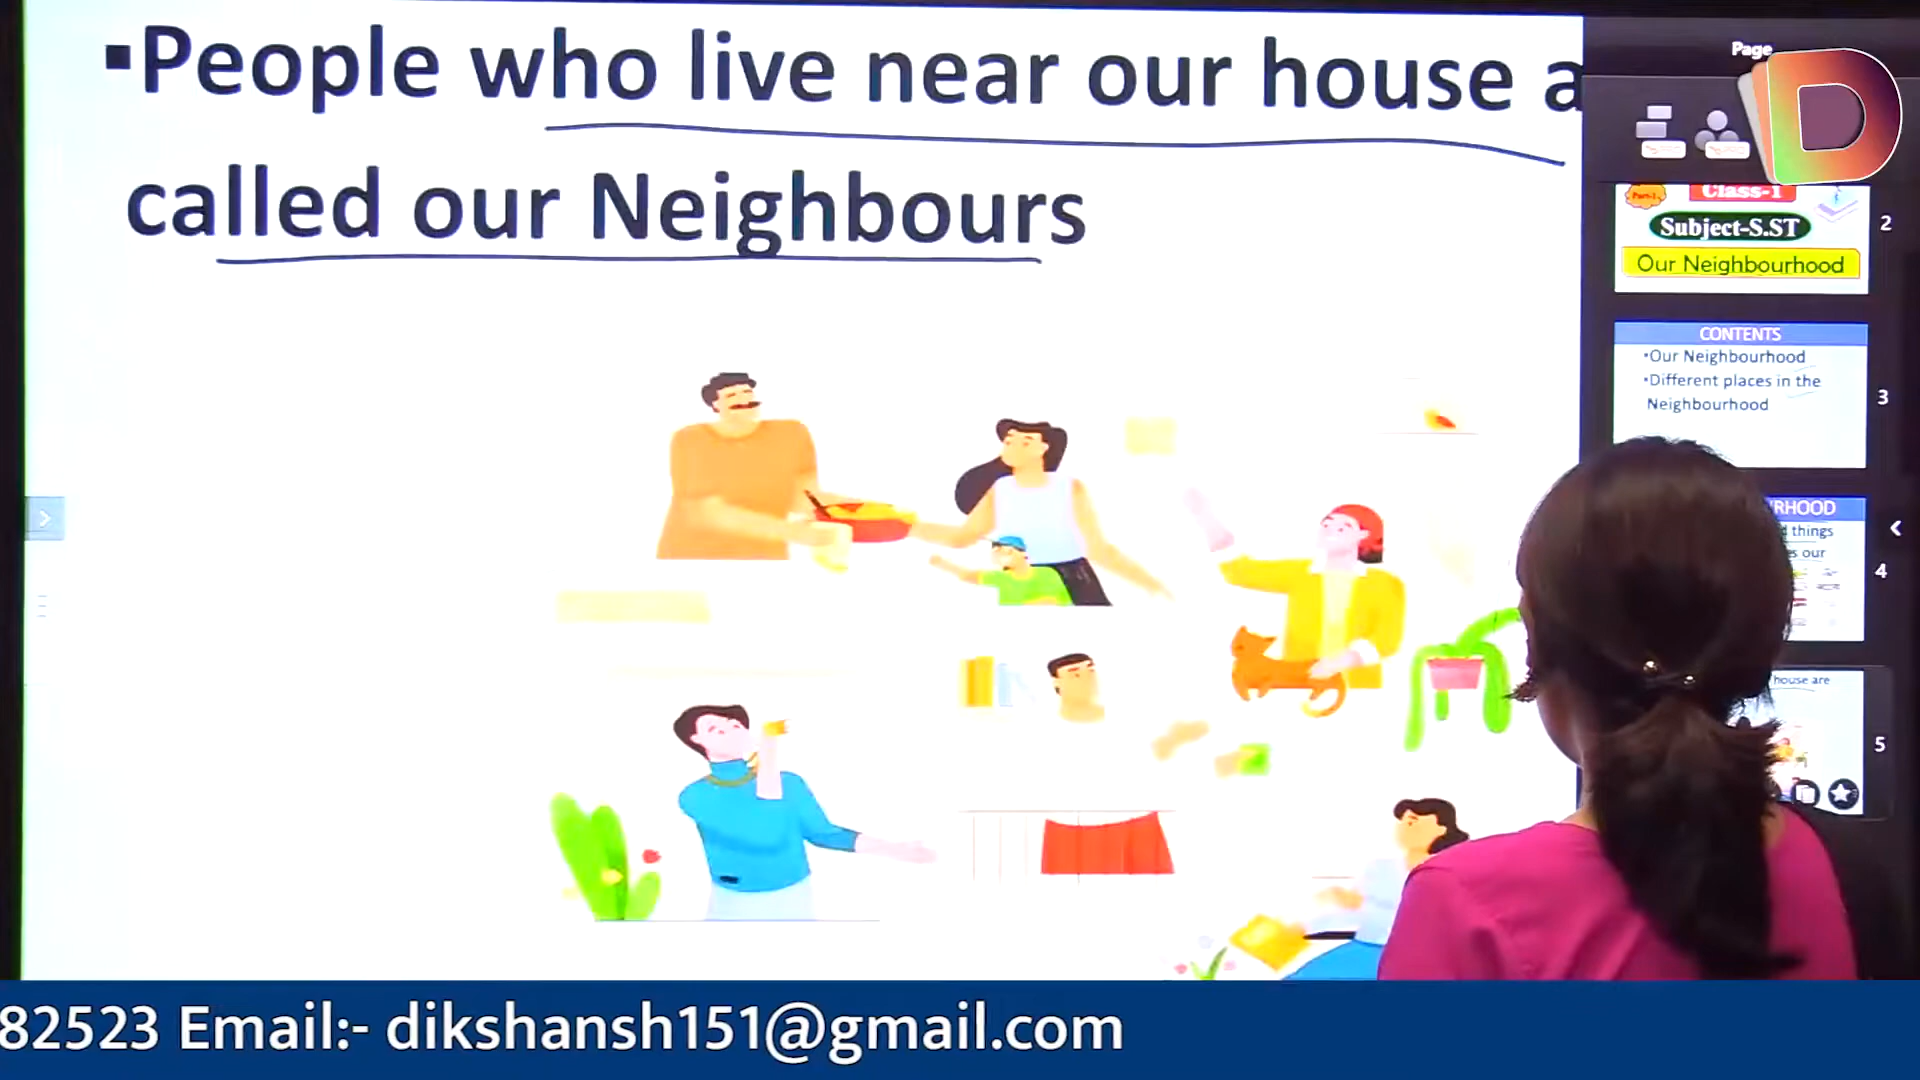 ▪People who live near our house a
called our Neighbours
Page
Class-1
Subject-S.ST
Our Neighbourhood
2
CONTENTS
•Our Neighbourhood
•Different places in the
Neighbourhood
3
RHOOD
things
s our
4
house are
5
D
82523 Email:- dikshansh151@gmail.com